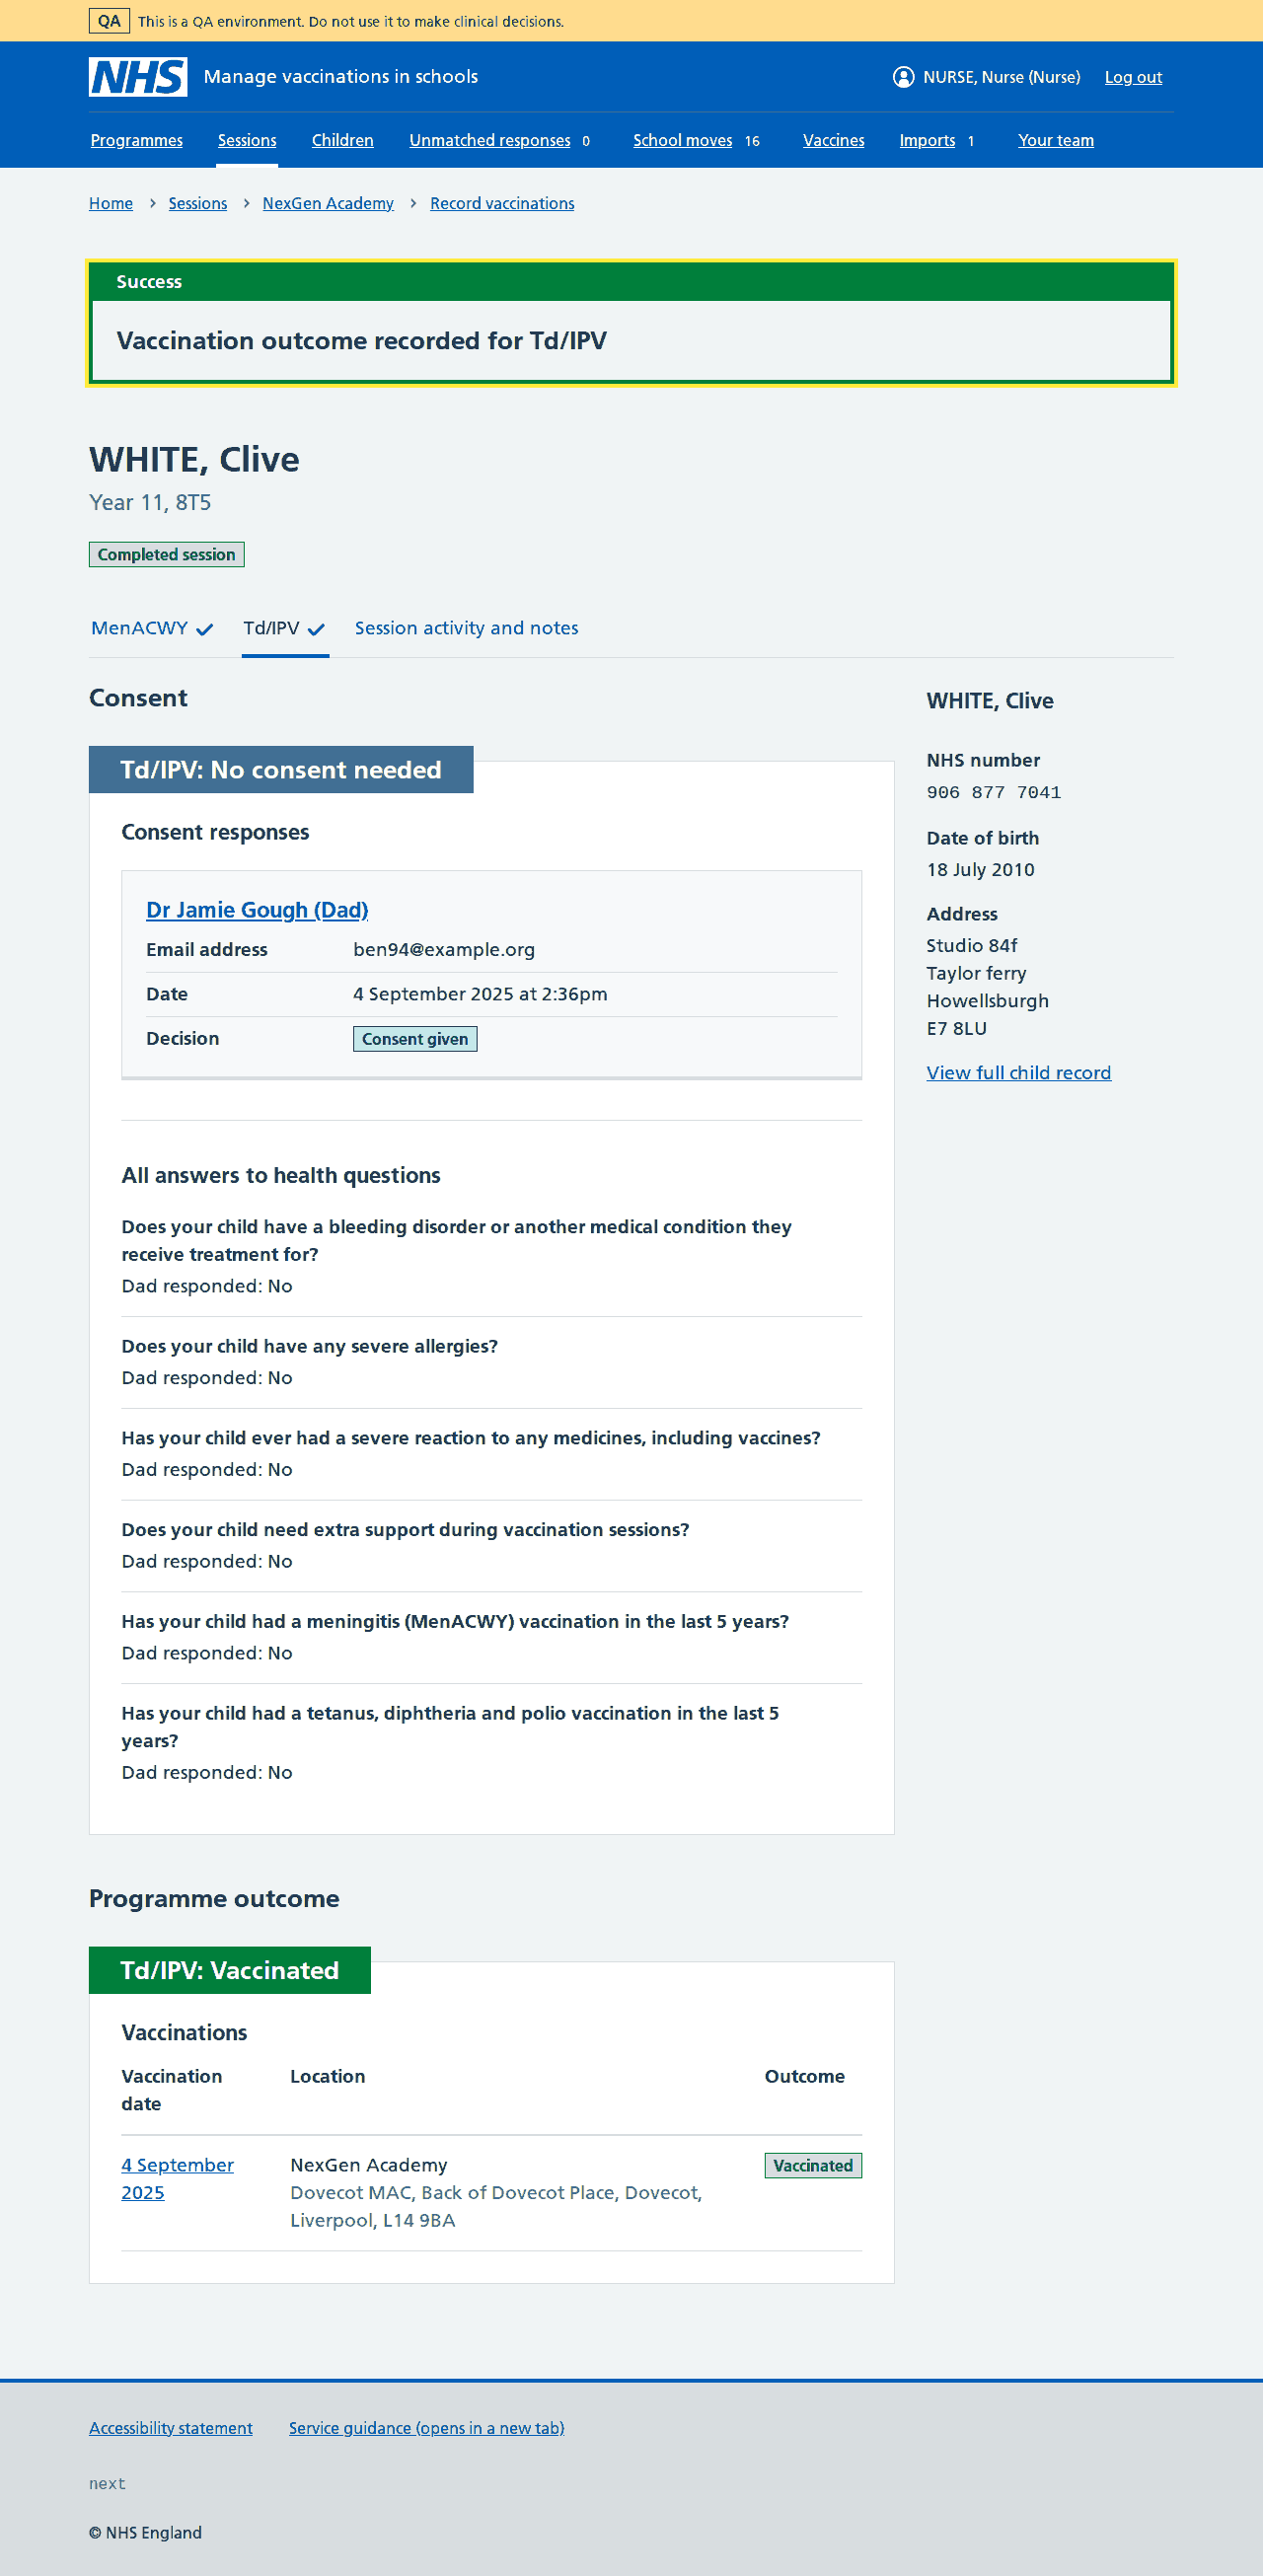 QA This is a QA environment. Do not use it to make clinical decisions.
NHS Manage vaccinations in schools NURSE, Nurse (Nurse) Log out
Programmes Sessions Children Unmatched responses 0 School moves 16 Vaccines Imports 1 Your team
Home > Sessions > NexGen Academy > Record vaccinations
Success
Vaccination outcome recorded for Td/IPV
WHITE, Clive
Year 11, 8T5
Completed session
MenACWY Td/IPV Session activity and notes
Consent
Td/IPV: No consent needed
Consent responses
Dr Jamie Gough (Dad)
Email address ben94@example.org
Date 4 September 2025 at 2:36pm
Decision Consent given
All answers to health questions
Does your child have a bleeding disorder or another medical condition they
receive treatment for?
Dad responded: No
Does your child have any severe allergies?
Dad responded: No
Has your child ever had a severe reaction to any medicines, including vaccines?
Dad responded: No
Does your child need extra support during vaccination sessions?
Dad responded: No
Has your child had a meningitis (MenACWY) vaccination in the last 5 years?
Dad responded: No
Has your child had a tetanus, diphtheria and polio vaccination in the last 5
years?
Dad responded: No
WHITE, Clive
NHS number
906 877 7041
Date of birth
18 July 2010
Address
Studio 84f
Taylor ferry
Howellsburgh
E7 8LU
View full child record
Programme outcome
Td/IPV: Vaccinated
Vaccinations
Vaccination
date
Location
Outcome
4 September
2025
NexGen Academy
Dovecot MAC, Back of Dovecot Place, Dovecot,
Liverpool, L14 9BA
Vaccinated
Accessibility statement Service guidance (opens in a new tab)
next
© NHS England